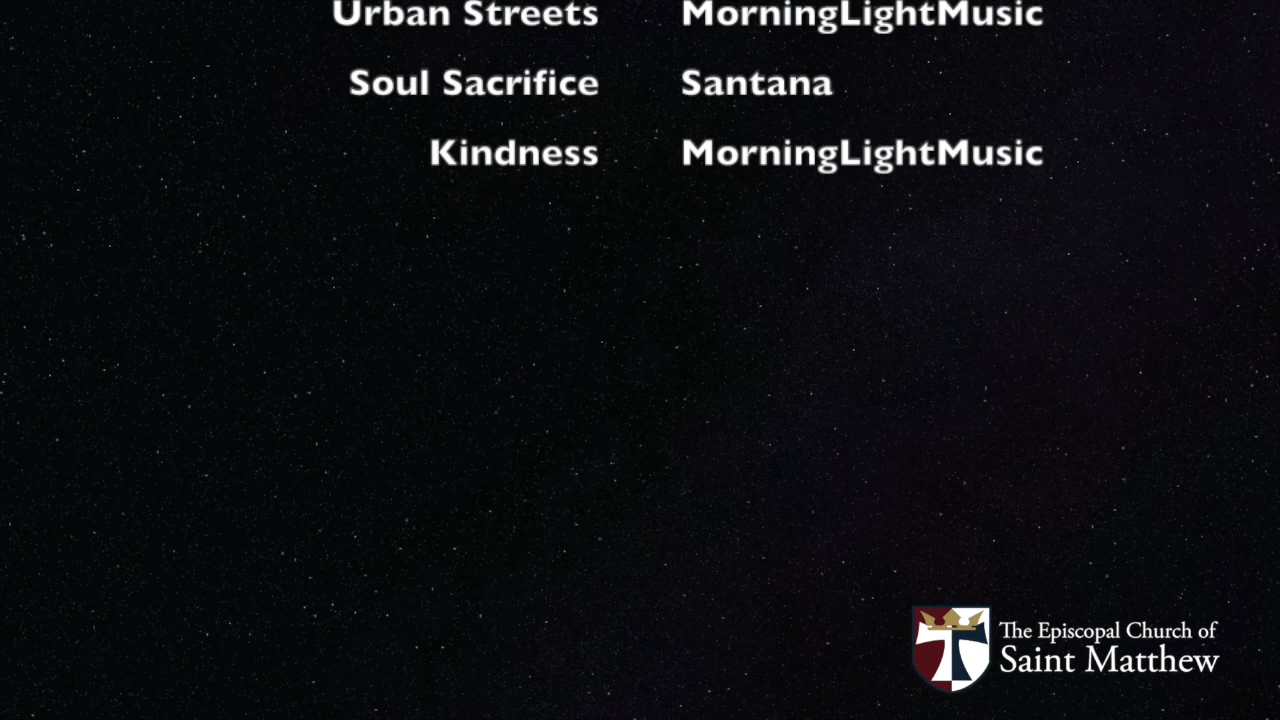 Urban Streets MorningLightMusic
Soul Sacrifice Santana
Kindness MorningLightMusic
The Episcopal Church of
Saint Matthew